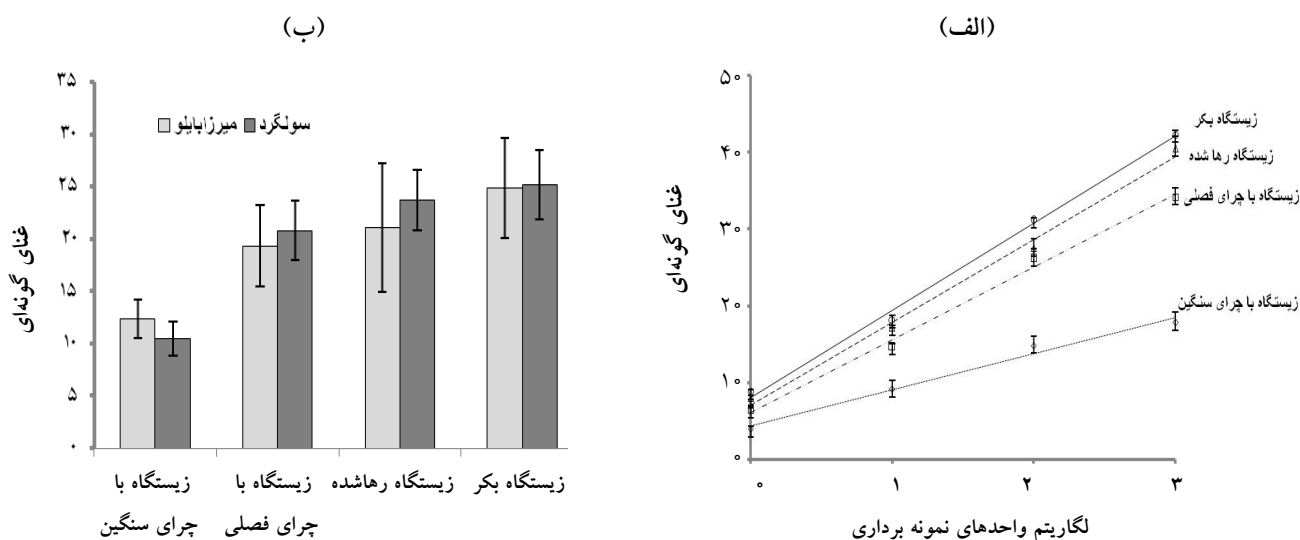 (الف)
غنای گونه‌ای
۵۰
۴۰
۳۰
۲۰
۱۰
۰
زیستگاه بکر
زیستگاه رها شده
زیستگاه با چرای فصلی
زیستگاه با چرای سنگین
۰ ۱ ۲ ۳
لگاریتم واحدهای نمونه برداری
(ب)
غنای گونه‌ای
۳۵
۳۰
۲۵
۲۰
۱۵
۱۰
۵
۰
میرزابایلو سولگرد
زیستگاه با
چرای سنگین
زیستگاه با
چرای فصلی
زیستگاه رهاشده
زیستگاه بکر